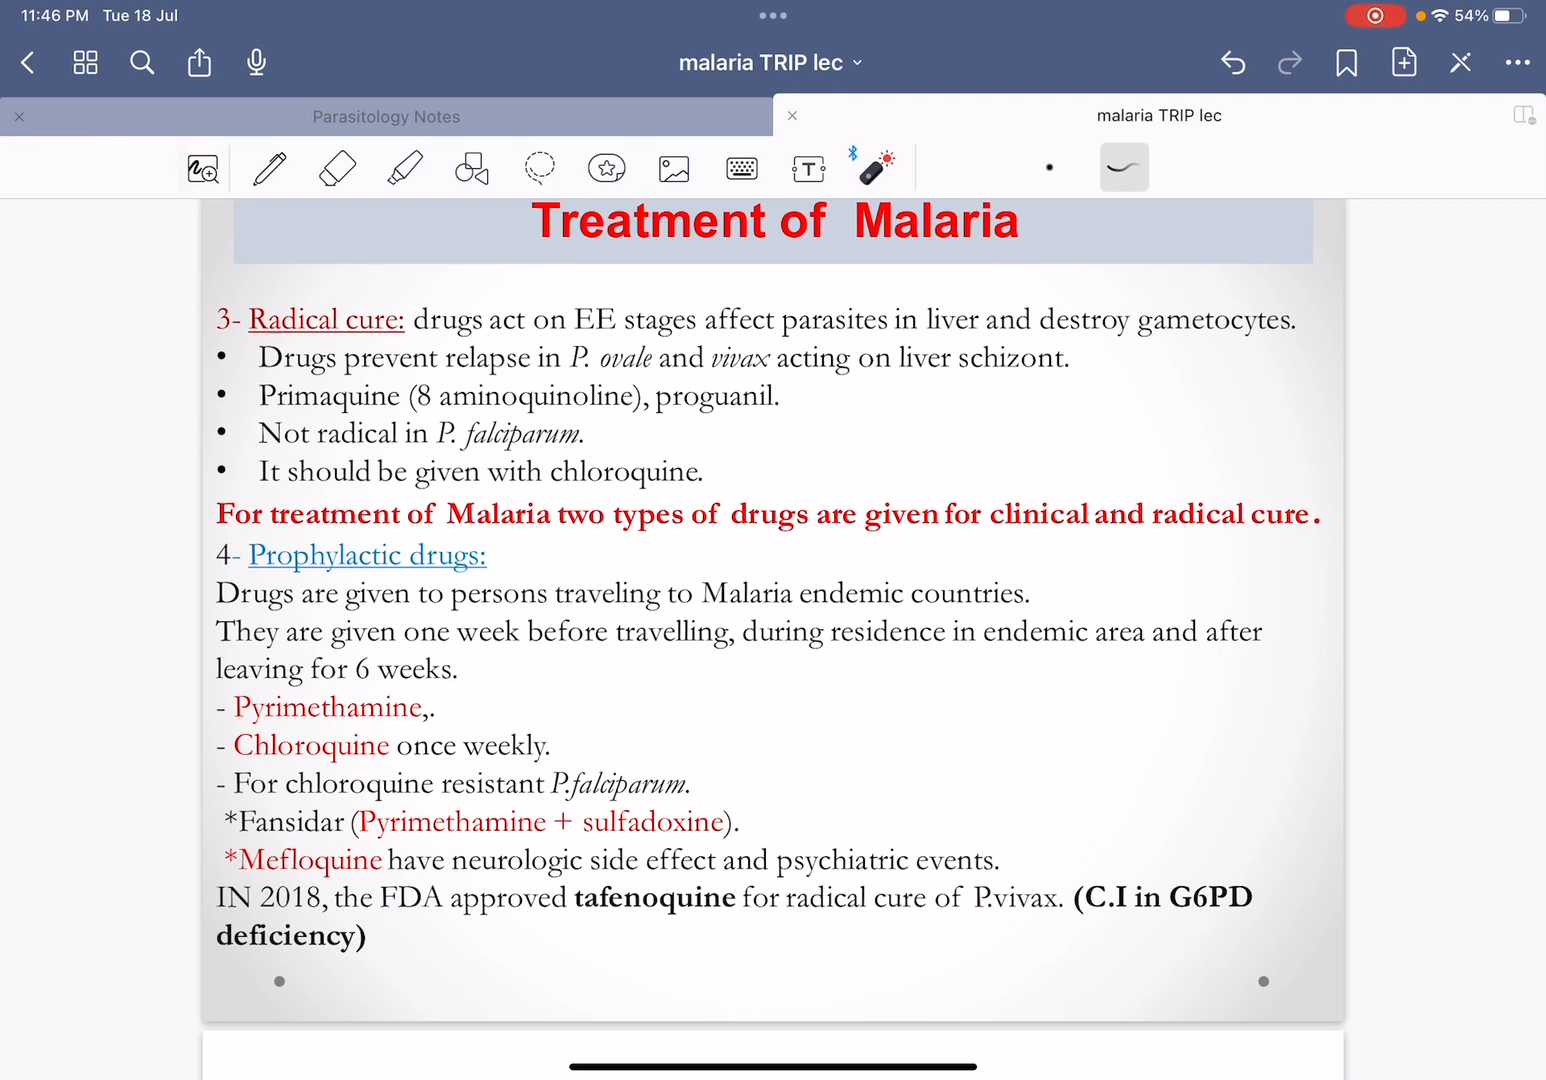 11:46 PM Tue 18 Jul
54%
malaria TRIP lec
Parasitology Notes
malaria TRIP lec
T
Treatment of Malaria
3- Radical cure: drugs act on EE stages affect parasites in liver and destroy gametocytes.
• Drugs prevent relapse in P. ovale and vivax acting on liver schizont.
• Primaquine (8 aminoquinoline), proguanil.
• Not radical in P. falciparum.
• It should be given with chloroquine.
For treatment of Malaria two types of drugs are given for clinical and radical cure.
4- Prophylactic drugs:
Drugs are given to persons traveling to Malaria endemic countries.
They are given one week before travelling, during residence in endemic area and after
leaving for 6 weeks.
- Pyrimethamine,.
- Chloroquine once weekly.
- For chloroquine resistant P.falciparum.
*Fansidar (Pyrimethamine + sulfadoxine).
*Mefloquine have neurologic side effect and psychiatric events.
IN 2018, the FDA approved tafenoquine for radical cure of P.vivax. (C.I in G6PD
deficiency)